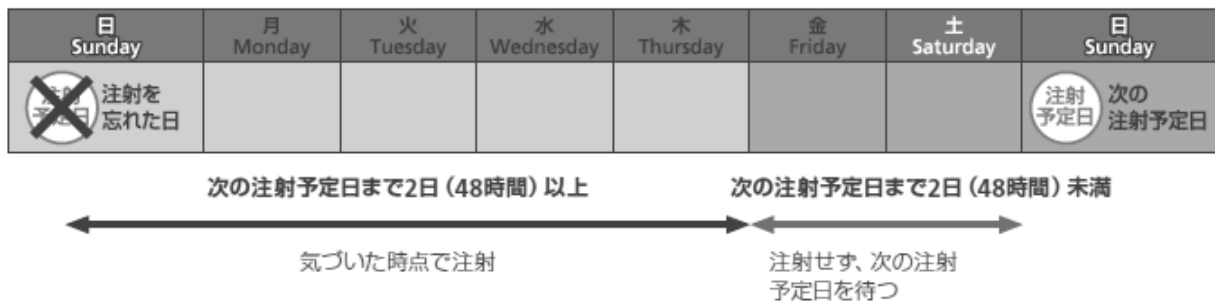 日 月 火 水 木 金 土 日
Sunday Monday Tuesday Wednesday Thursday Friday Saturday Sunday
注射
予定日
注射を
忘れた日
注射
予定日
次の
注射予定日
次の注射予定日まで2日（48時間）以上
次の注射予定日まで2日（48時間）未満
気づいた時点で注射
注射せず、次の注射
予定日を待つ